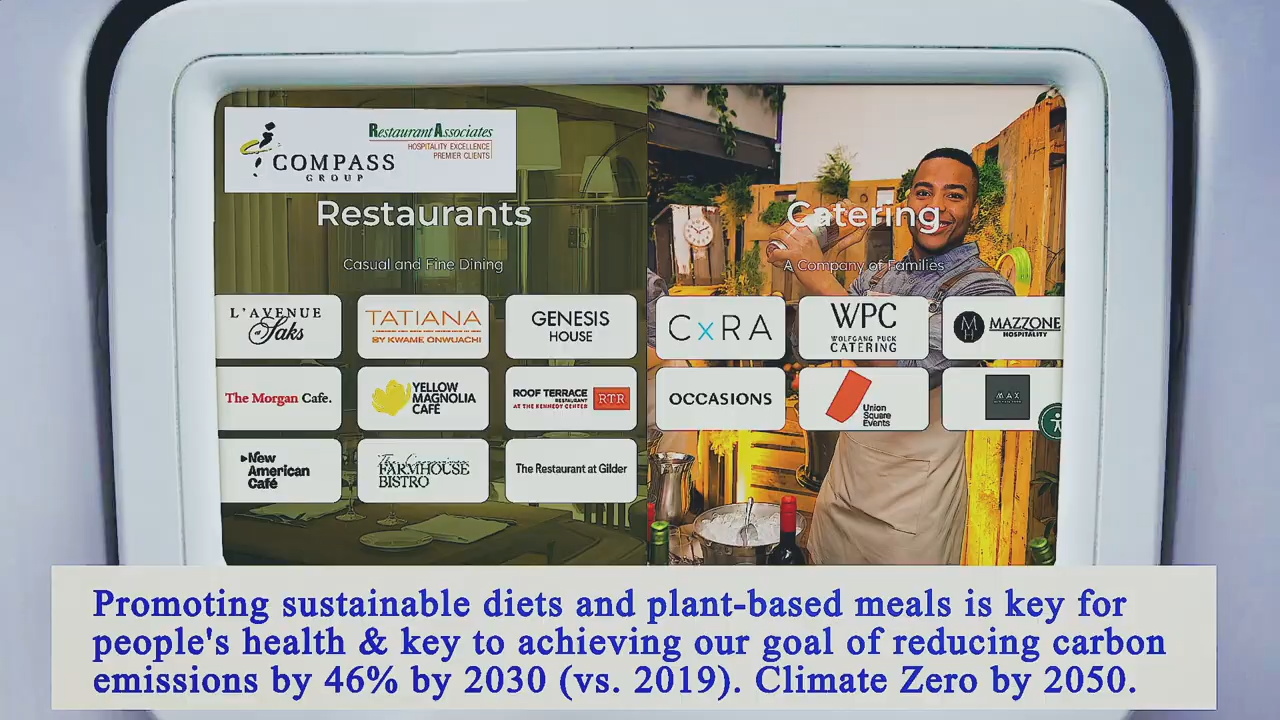 COMPASS
GROUP
Restaurant Associates
HOSPITALITY EXCELLENCE
PREMIER CLIENTS
Restaurants
Casual and Fine Dining
L'AVENUE
at Saks
TATIANA
BY KWAME ONWUACHI
GENESIS
HOUSE
The Morgan Cafe.
YELLOW
MAGNOLIA
CAFÉ
ROOF TERRACE
RESTAURANT
AT THE KENNEDY CENTER
RTR
New
American
Café
FARMHOUSE
BISTRO
The Restaurant at Gilder
Catering
A Company of Families
CxRA
WPC
WOLFGANG PUCK
CATERING
MH
MAZZONE
HOSPITALITY
OCCASIONS
Union
Square
Events
MAX
Promoting sustainable diets and plant-based meals is key for
people's health & key to achieving our goal of reducing carbon
emissions by 46% by 2030 (vs. 2019). Climate Zero by 2050.